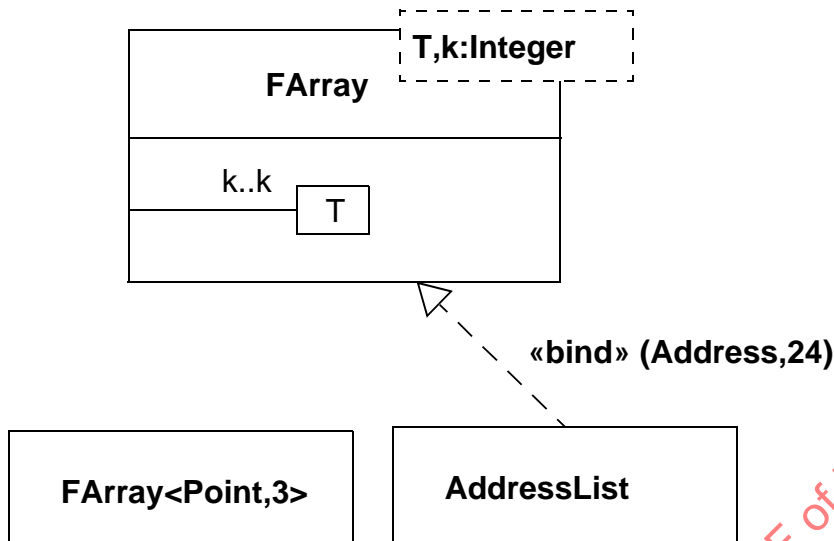 T,k:Integer
FArray
k..k
T
«bind» (Address,24)
FArray<Point,3>
AddressList